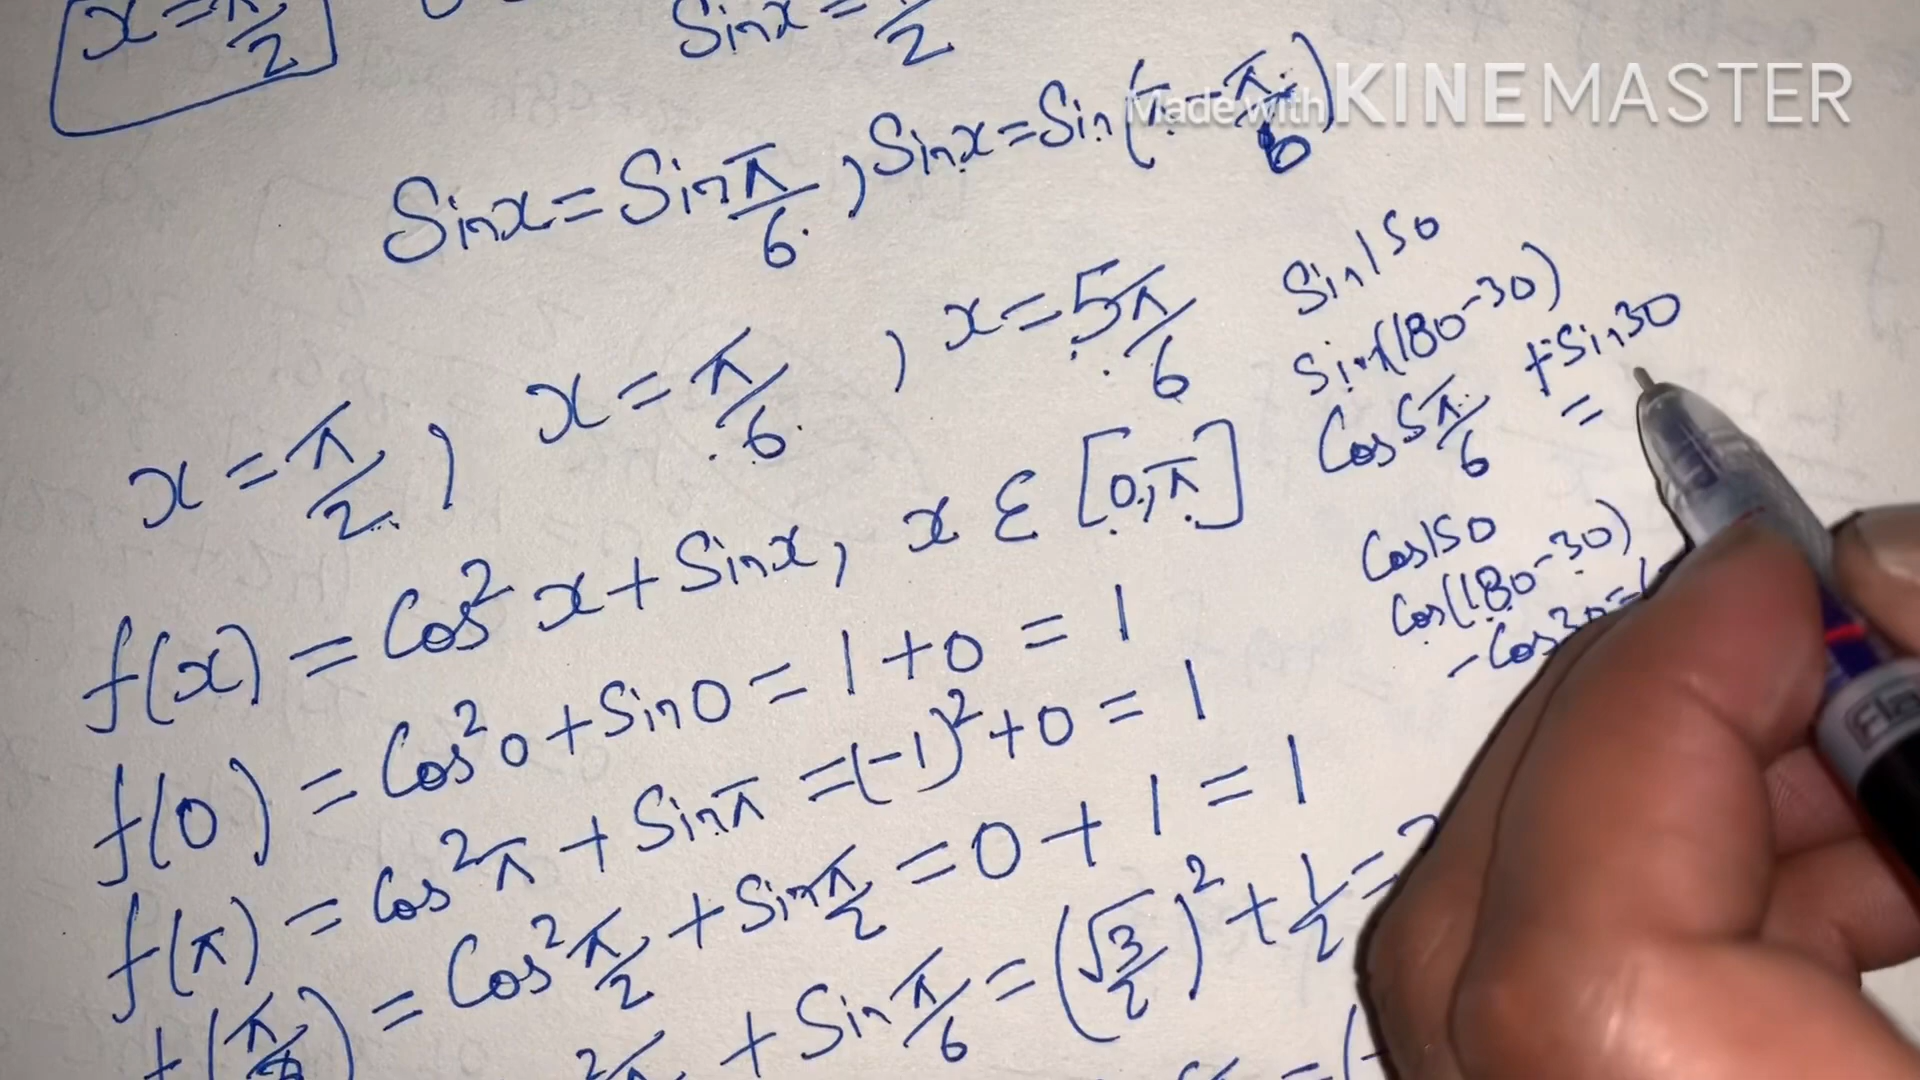 x = π/2
Sinx = 1/2
Made with KINEMASTER
Sinx = Sin π/6 , Sinx = Sin(π - π/6)
x = π/2 , x = π/6 , x = 5π/6
Sin150
Sin(180-30)
+Sin30
=
Cos 5π/6
Cos150
Cos(180-30)
-Cos30=
f(x) = Cos²x + Sinx, x ε [0,π]
f(0) = Cos²0 + Sin0 = 1 + 0 = 1
f(π) = Cos²π + Sinπ = (-1)² + 0 = 1
f(π/2) = Cos²π/2 + Sinπ/2 = 0 + 1 = 1
²π + Sinπ/6 = (√3/2)² + 1/2 =
= (-